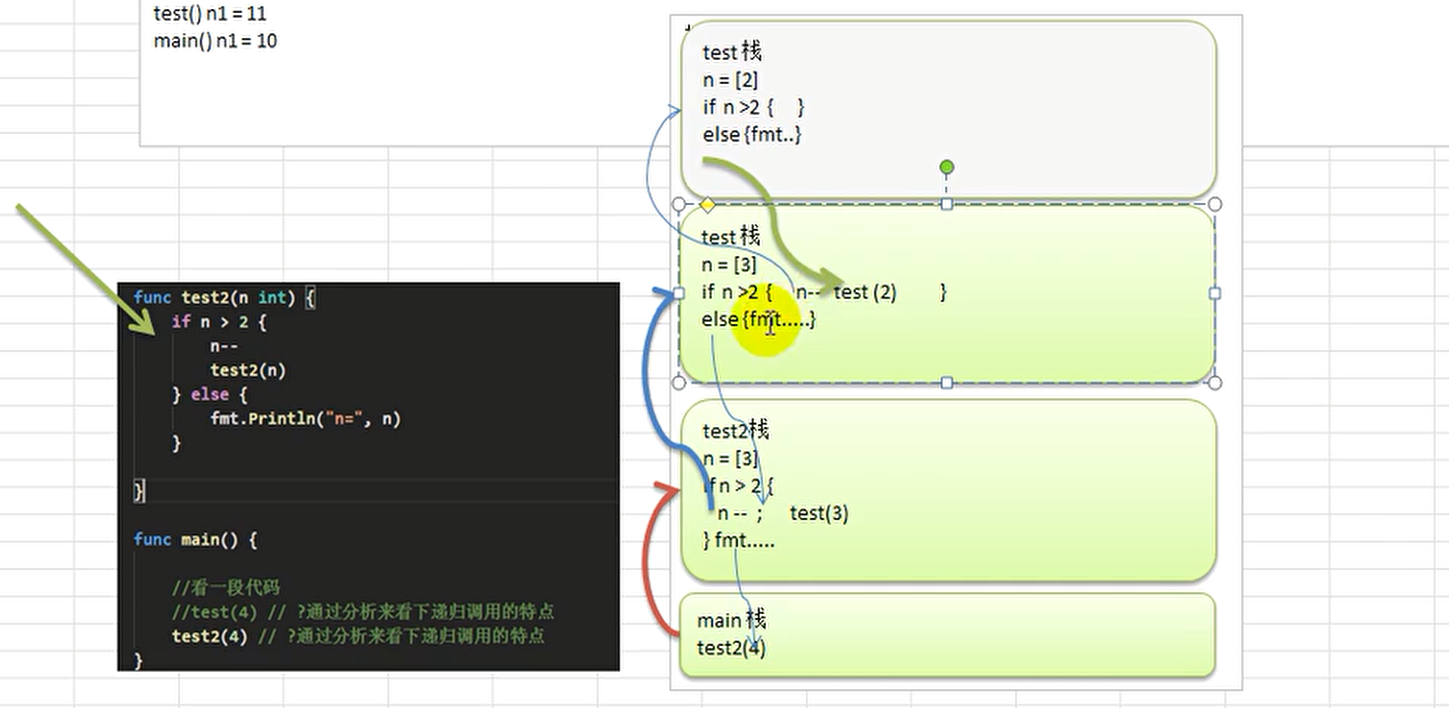 test() n1 = 11
main() n1 = 10
test 栈
n = [2]
if n >2 { }
else {fmt..}
test 栈
n = [3]
if n >2 { n-- test (2) }
else {fmt.....}
test2栈
n = [3]
if n > 2 {
n -- ; test(3)
} fmt.....
main 栈
test2(4)
func test2(n int) {
if n > 2 {
n--
test2(n)
} else {
fmt.Println("n=", n)
}
}
func main() {
//看一段代码
//test(4) // ?通过分析来看下递归调用的特点
test2(4) // ?通过分析来看下递归调用的特点
}